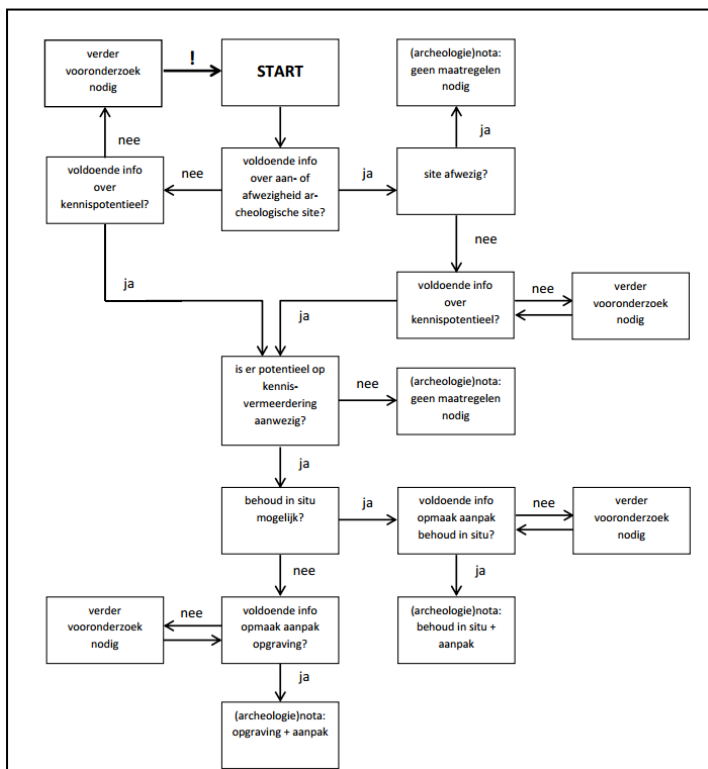 verder
vooronderzoek
nodig
!
START
(archeologie)nota:
geen maatregelen
nodig
nee
ja
voldoende info
over
kennispotentieel?
nee
voldoende info
over aan- of
afwezigheid ar-
cheologische site?
ja
site afwezig?
nee
ja
voldoende info
over
kennispotentieel?
nee
verder
vooronderzoek
nodig
ja
is er potentieel op
kennis-
vermeerdering
aanwezig?
nee
(archeologie)nota:
geen maatregelen
nodig
ja
behoud in situ
mogelijk?
ja
voldoende info
opmaak aanpak
behoud in situ?
nee
verder
vooronderzoek
nodig
nee
ja
verder
vooronderzoek
nodig
nee
voldoende info
opmaak aanpak
opgraving?
(archeologie)nota:
behoud in situ +
aanpak
ja
(archeologie)nota:
opgraving + aanpak